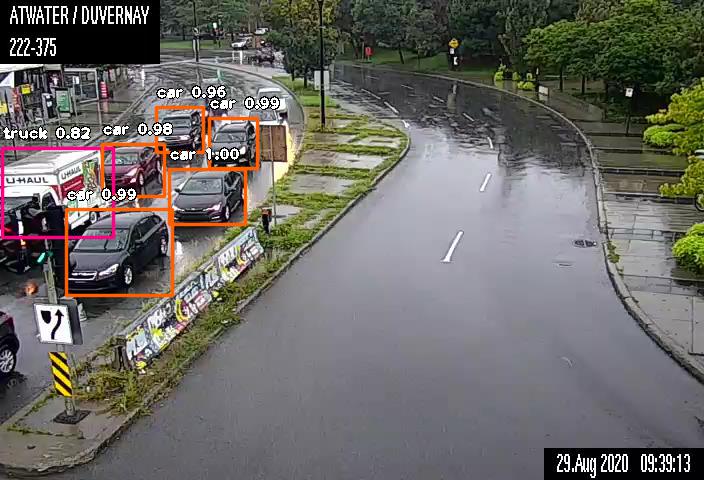 ATWATER / DUVERNAY
222-375
car 0.96
car 0.99
truck 0.82
car 0.98
car 1.00
U-HAUL
U-HAUL
car 0.99
29.Aug 2020 09:39:13